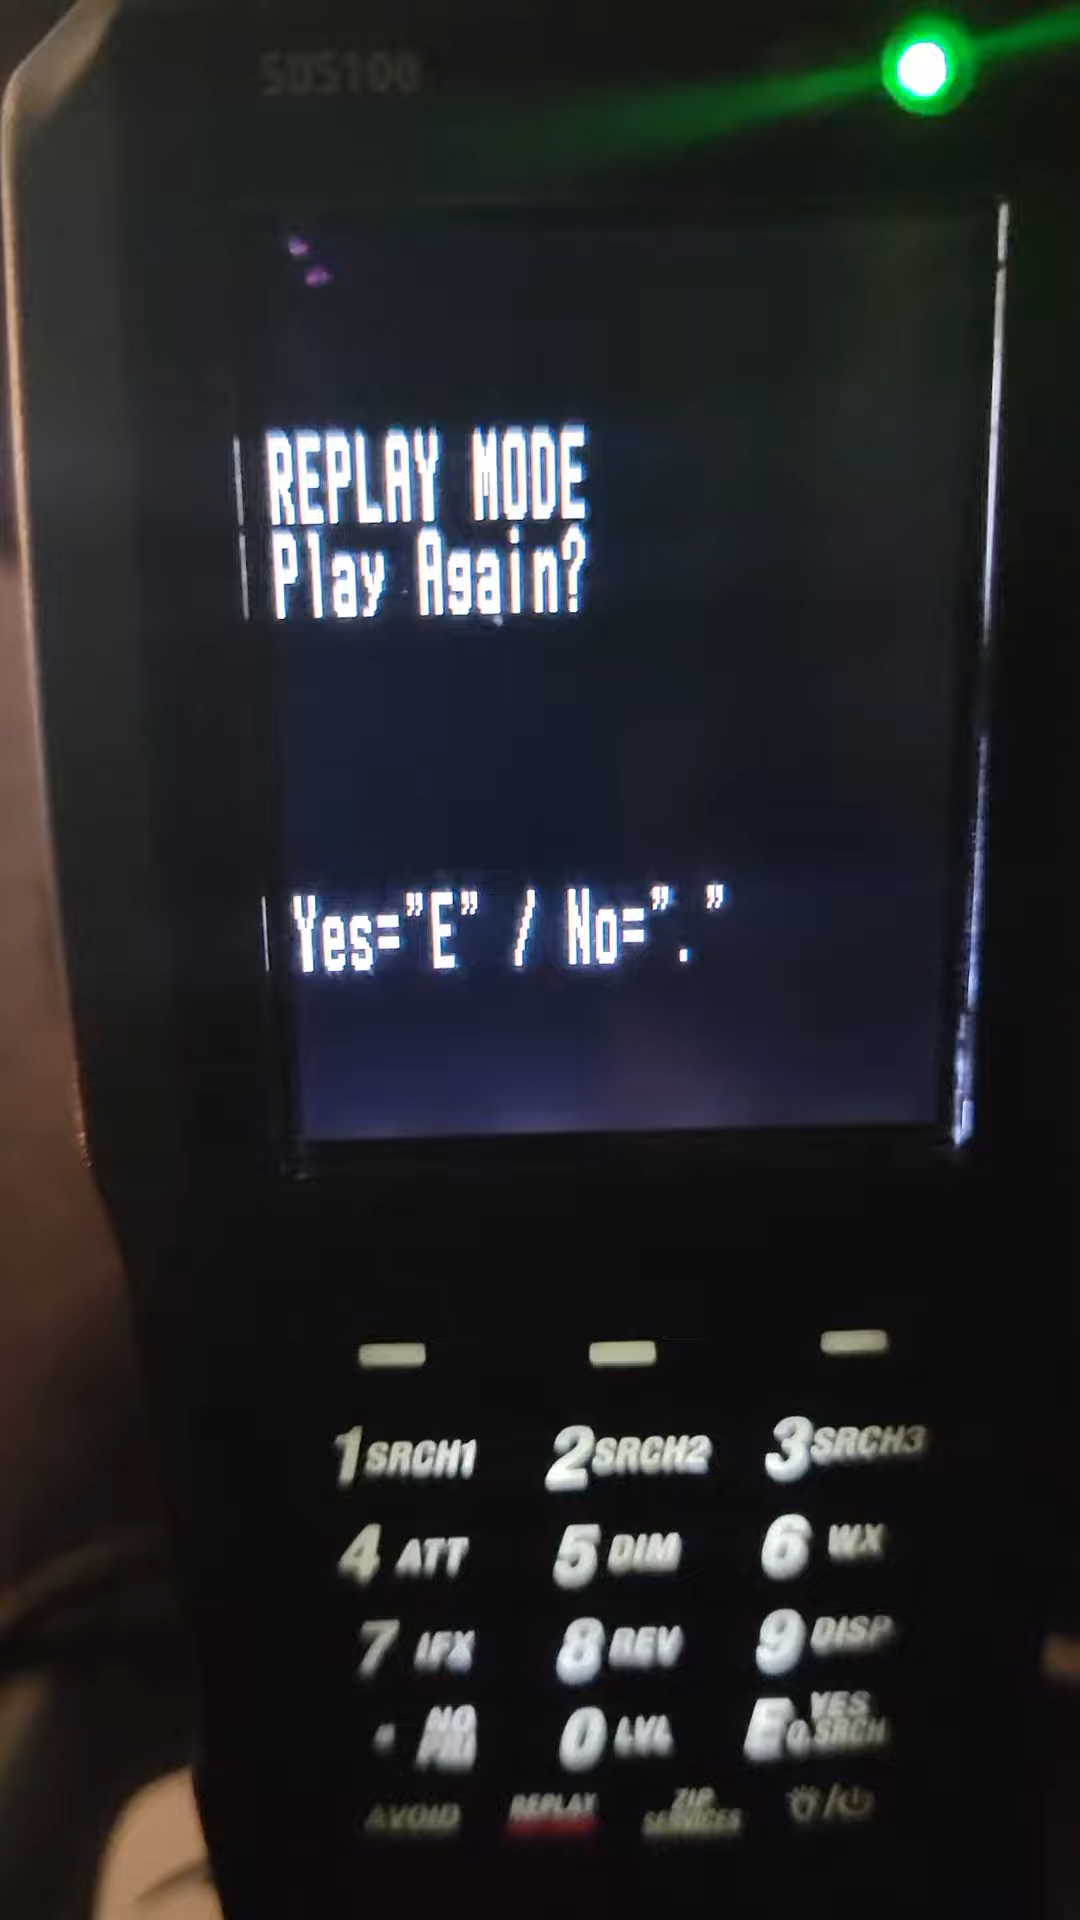 SDS100
REPLAY MODE
Play Again?
Yes="E" / No="."
1 SRCH1 2 SRCH2 3 SRCH3
4 ATT 5 DIM 6 WX
7 IFX 8 REV 9 DISP
. NO PRI 0 LVL E YES Q.SRCH
AVOID REPLAY ZIP SERVICES